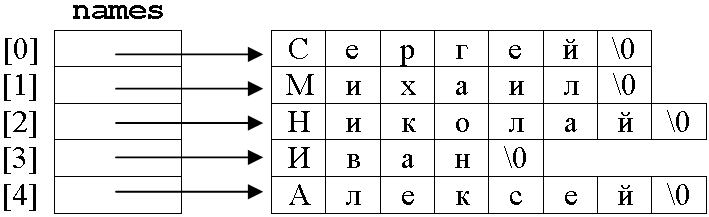 names
[0] С е р г е й \0
[1] М и х а и л \0
[2] Н и к о л а й \0
[3] И в а н \0
[4] А л е к с е й \0